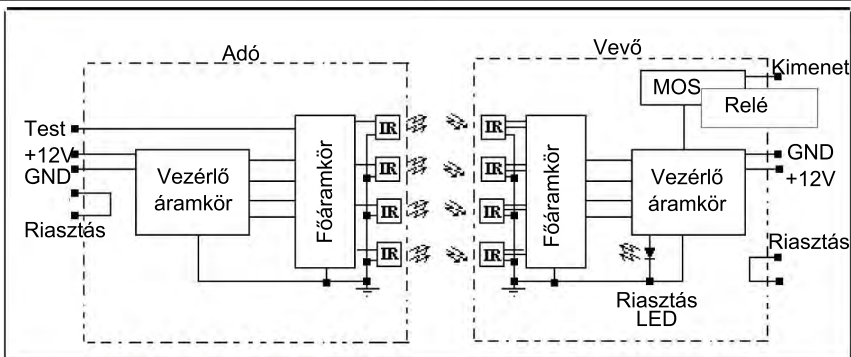 Adó
Test
+12V
GND
Riasztás
Vezérlő
áramkör
Főáramkör
IR
IR
IR
IR
Vevő
IR
IR
IR
IR
Főáramkör
MOS
Relé
Kimenet
Vezérlő
áramkör
GND
+12V
Riasztás
Riasztás
LED